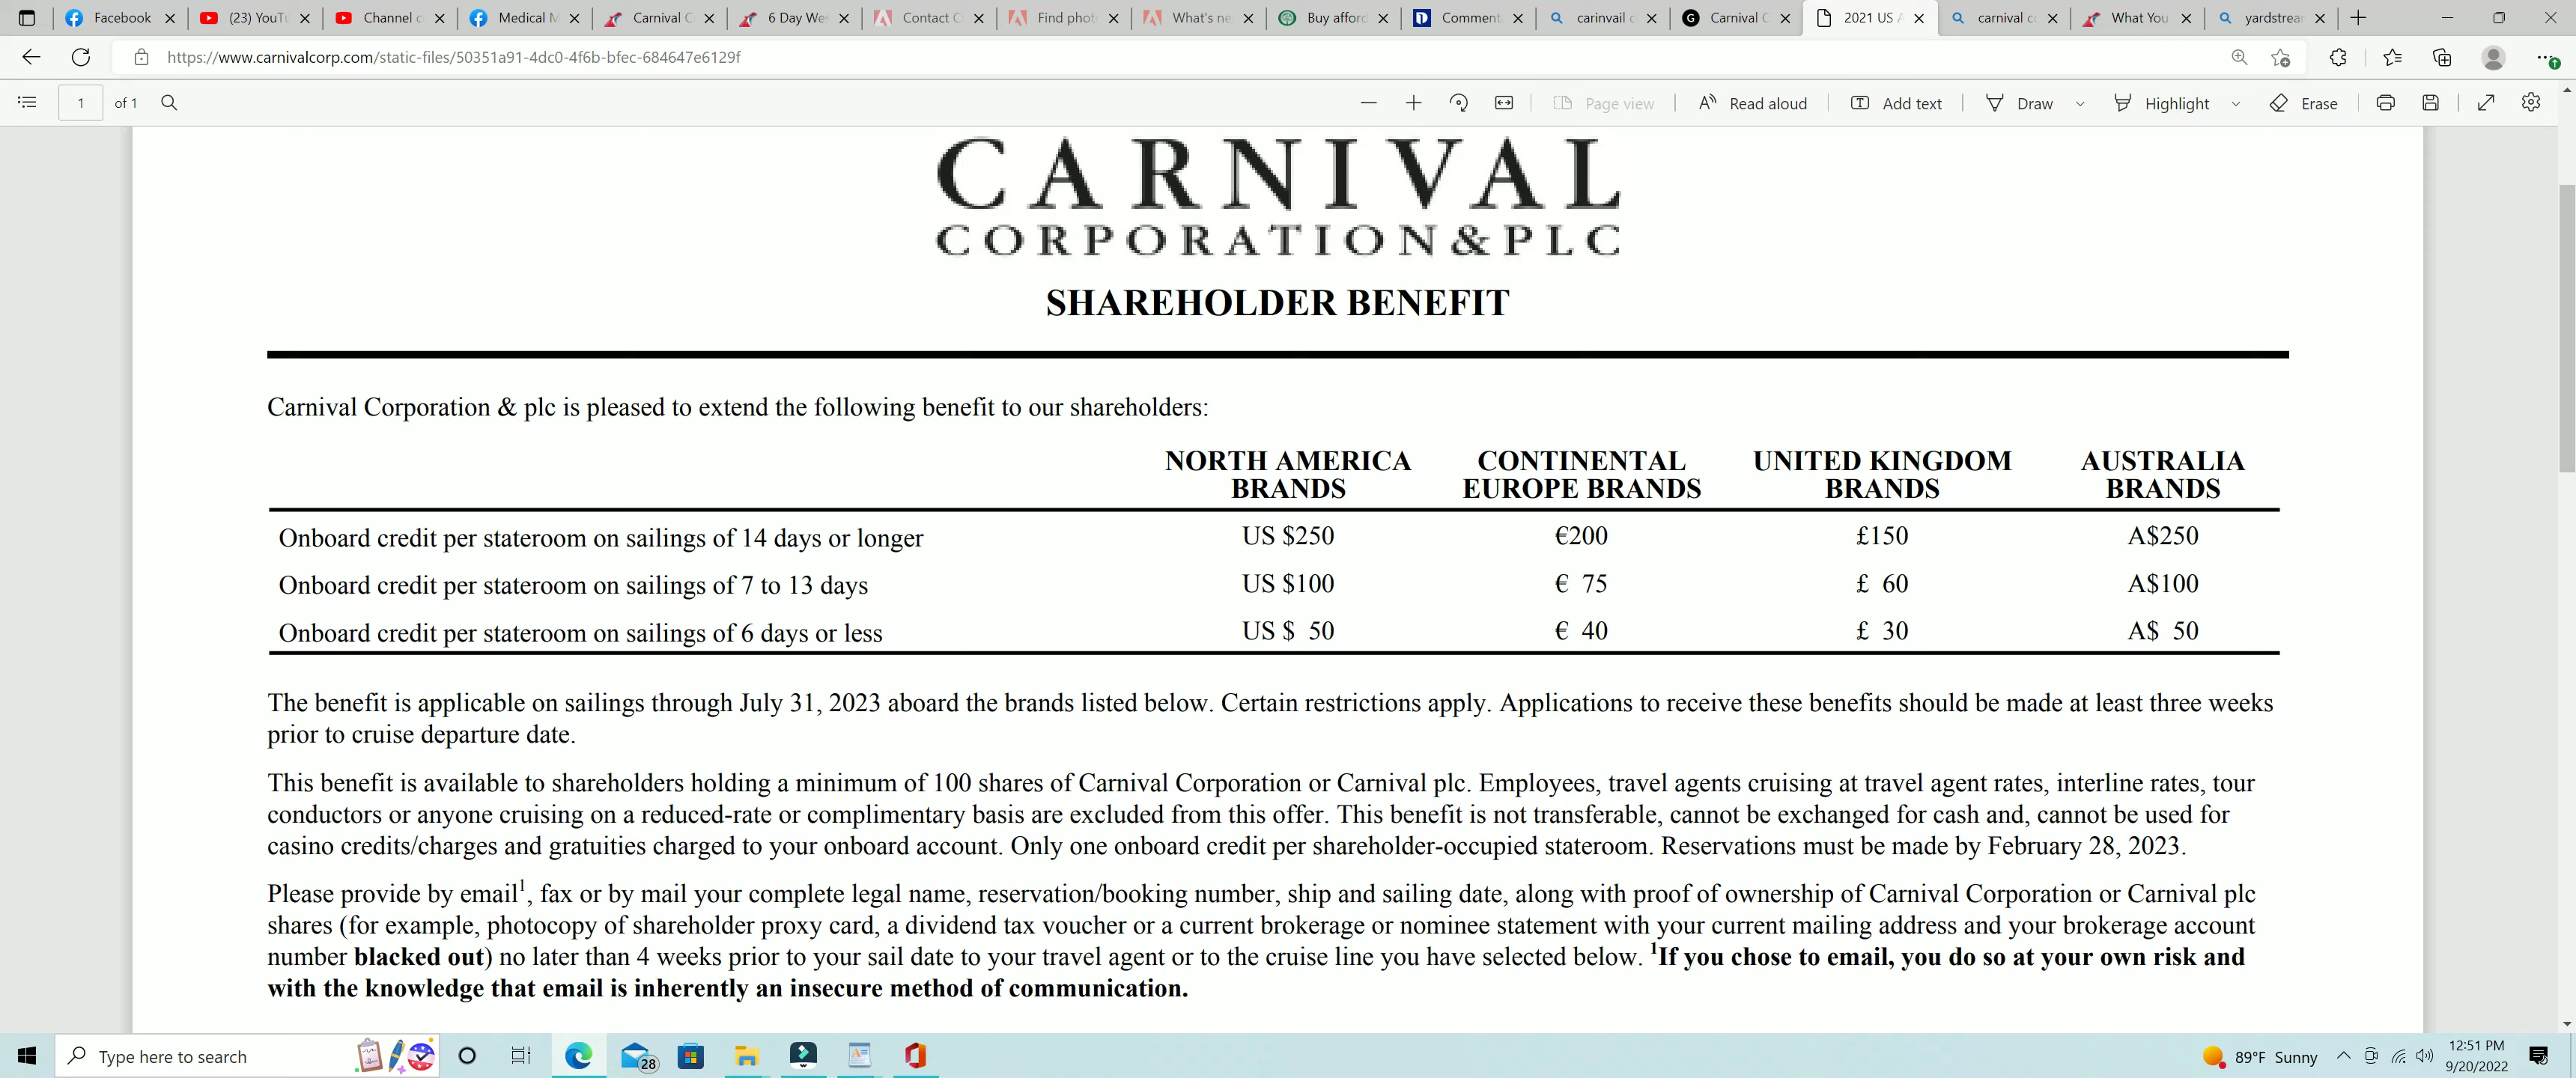 Facebook
(23) YouTu
Channel c
Medical M
Carnival C
6 Day Wes
Contact C
Find phot
What's ne
Buy afford
Comment
carinvail c
Carnival C
2021 US A
carnival co
What You
yardstrear
https://www.carnivalcorp.com/static-files/50351a91-4dc0-4f6b-bfec-684647e6129f
1 of 1
Page view
Read aloud
Add text
Draw
Highlight
Erase
CARNIVAL
CORPORATION&PLC
SHAREHOLDER BENEFIT
Carnival Corporation & plc is pleased to extend the following benefit to our shareholders:
NORTH AMERICA CONTINENTAL UNITED KINGDOM AUSTRALIA
BRANDS EUROPE BRANDS BRANDS BRANDS
Onboard credit per stateroom on sailings of 14 days or longer US $250 €200 £150 A$250
Onboard credit per stateroom on sailings of 7 to 13 days US $100 € 75 £ 60 A$100
Onboard credit per stateroom on sailings of 6 days or less US $ 50 € 40 £ 30 A$ 50
The benefit is applicable on sailings through July 31, 2023 aboard the brands listed below. Certain restrictions apply. Applications to receive these benefits should be made at least three weeks
prior to cruise departure date.
This benefit is available to shareholders holding a minimum of 100 shares of Carnival Corporation or Carnival plc. Employees, travel agents cruising at travel agent rates, interline rates, tour
conductors or anyone cruising on a reduced-rate or complimentary basis are excluded from this offer. This benefit is not transferable, cannot be exchanged for cash and, cannot be used for
casino credits/charges and gratuities charged to your onboard account. Only one onboard credit per shareholder-occupied stateroom. Reservations must be made by February 28, 2023.
Please provide by email¹, fax or by mail your complete legal name, reservation/booking number, ship and sailing date, along with proof of ownership of Carnival Corporation or Carnival plc
shares (for example, photocopy of shareholder proxy card, a dividend tax voucher or a current brokerage or nominee statement with your current mailing address and your brokerage account
number blacked out) no later than 4 weeks prior to your sail date to your travel agent or to the cruise line you have selected below. ¹If you chose to email, you do so at your own risk and
with the knowledge that email is inherently an insecure method of communication.
Type here to search
28
89°F Sunny
12:51 PM
9/20/2022